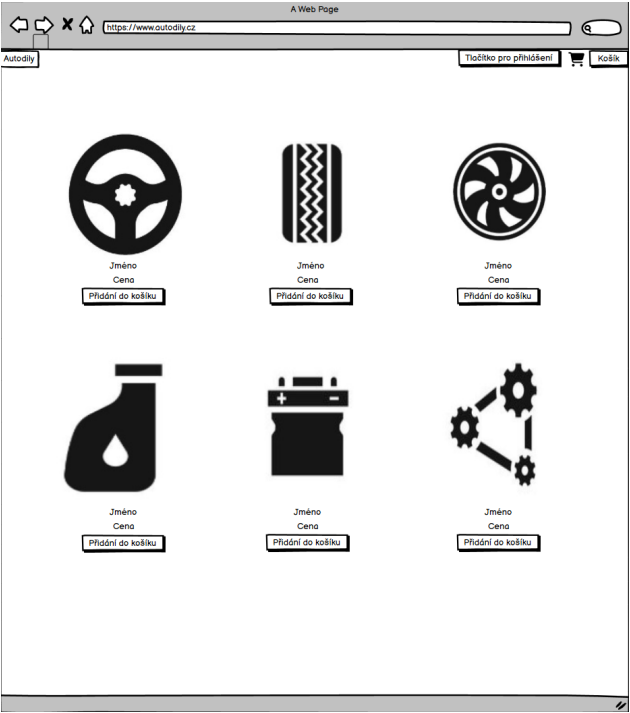 A Web Page
https://www.autodily.cz
Autodily
Tlačítko pro přihlášení
Košík
Jméno
Jméno
Jméno
Cena
Cena
Cena
Přidání do košíku
Přidání do košíku
Přidání do košíku
Jméno
Jméno
Jméno
Cena
Cena
Cena
Přidání do košíku
Přidání do košíku
Přidání do košíku